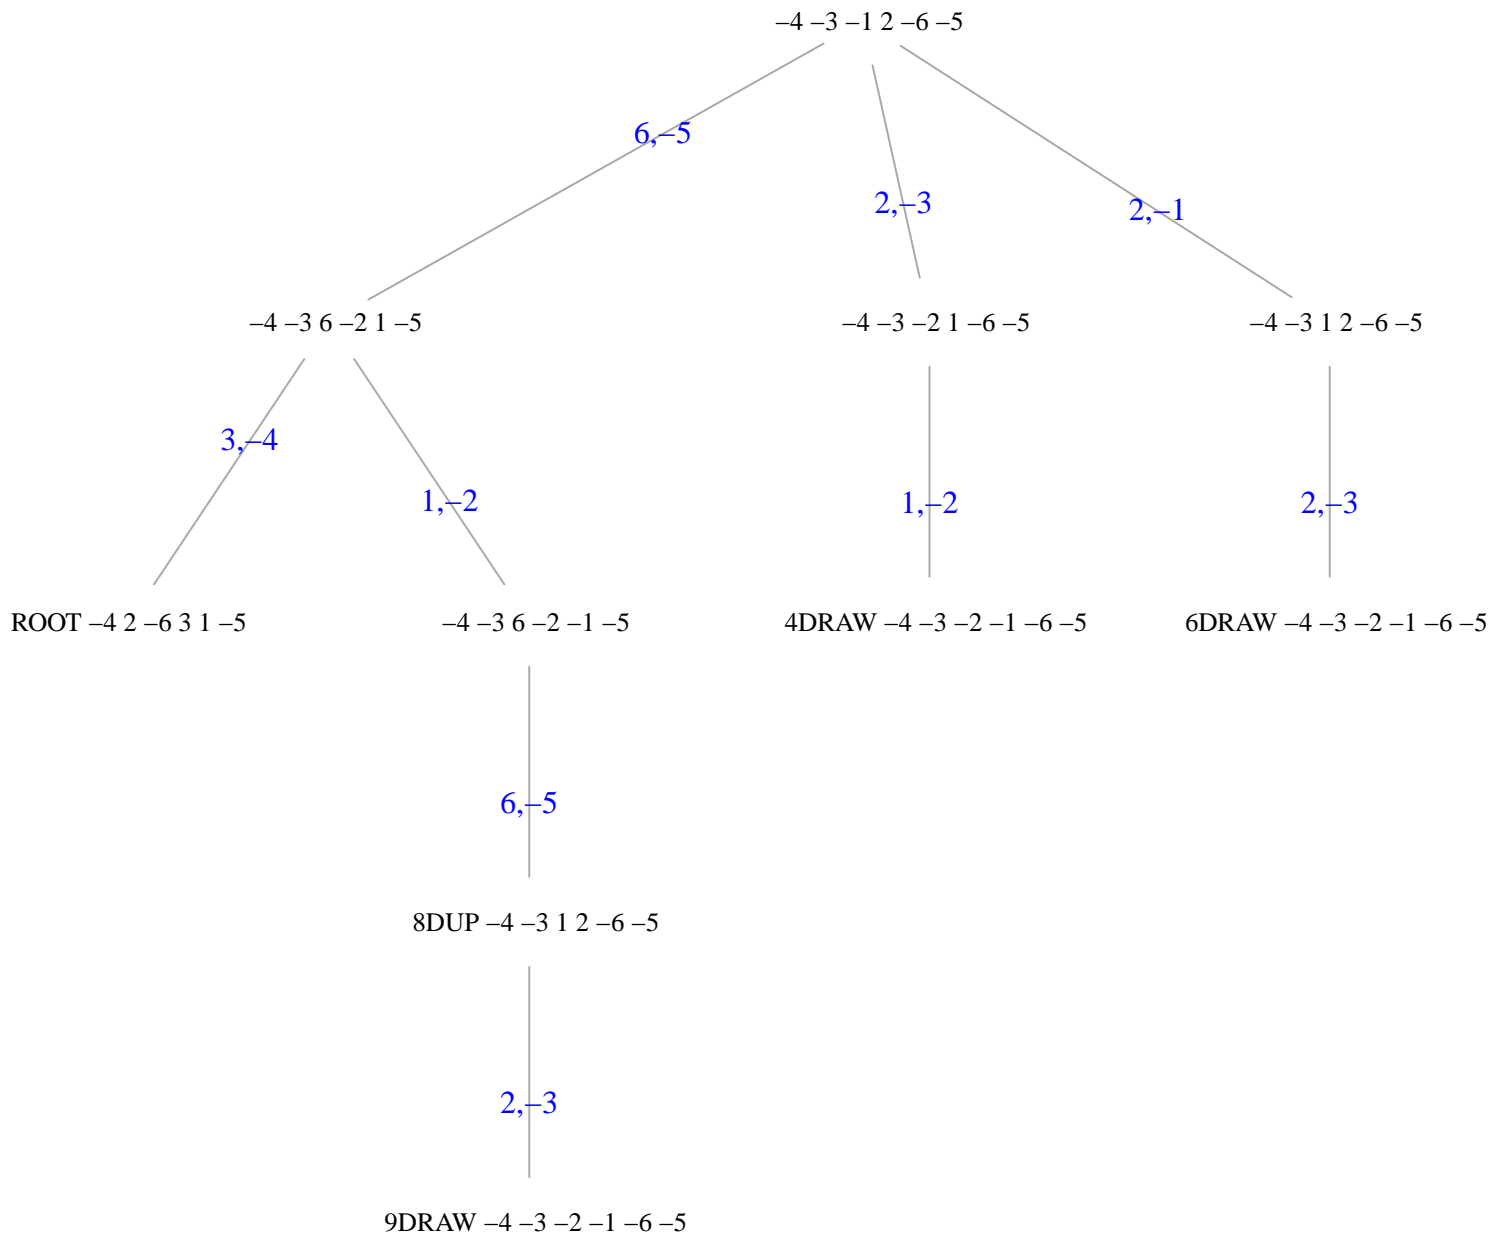 –4 –3 –1 2 –6 –5
6,–5
2,–3
2,–1
–4 –3 6 –2 1 –5
–4 –3 –2 1 –6 –5
–4 –3 1 2 –6 –5
3,–4
1,–2
1,–2
2,–3
ROOT –4 2 –6 3 1 –5
–4 –3 6 –2 –1 –5
4DRAW –4 –3 –2 –1 –6 –5
6DRAW –4 –3 –2 –1 –6 –5
6,–5
8DUP –4 –3 1 2 –6 –5
2,–3
9DRAW –4 –3 –2 –1 –6 –5